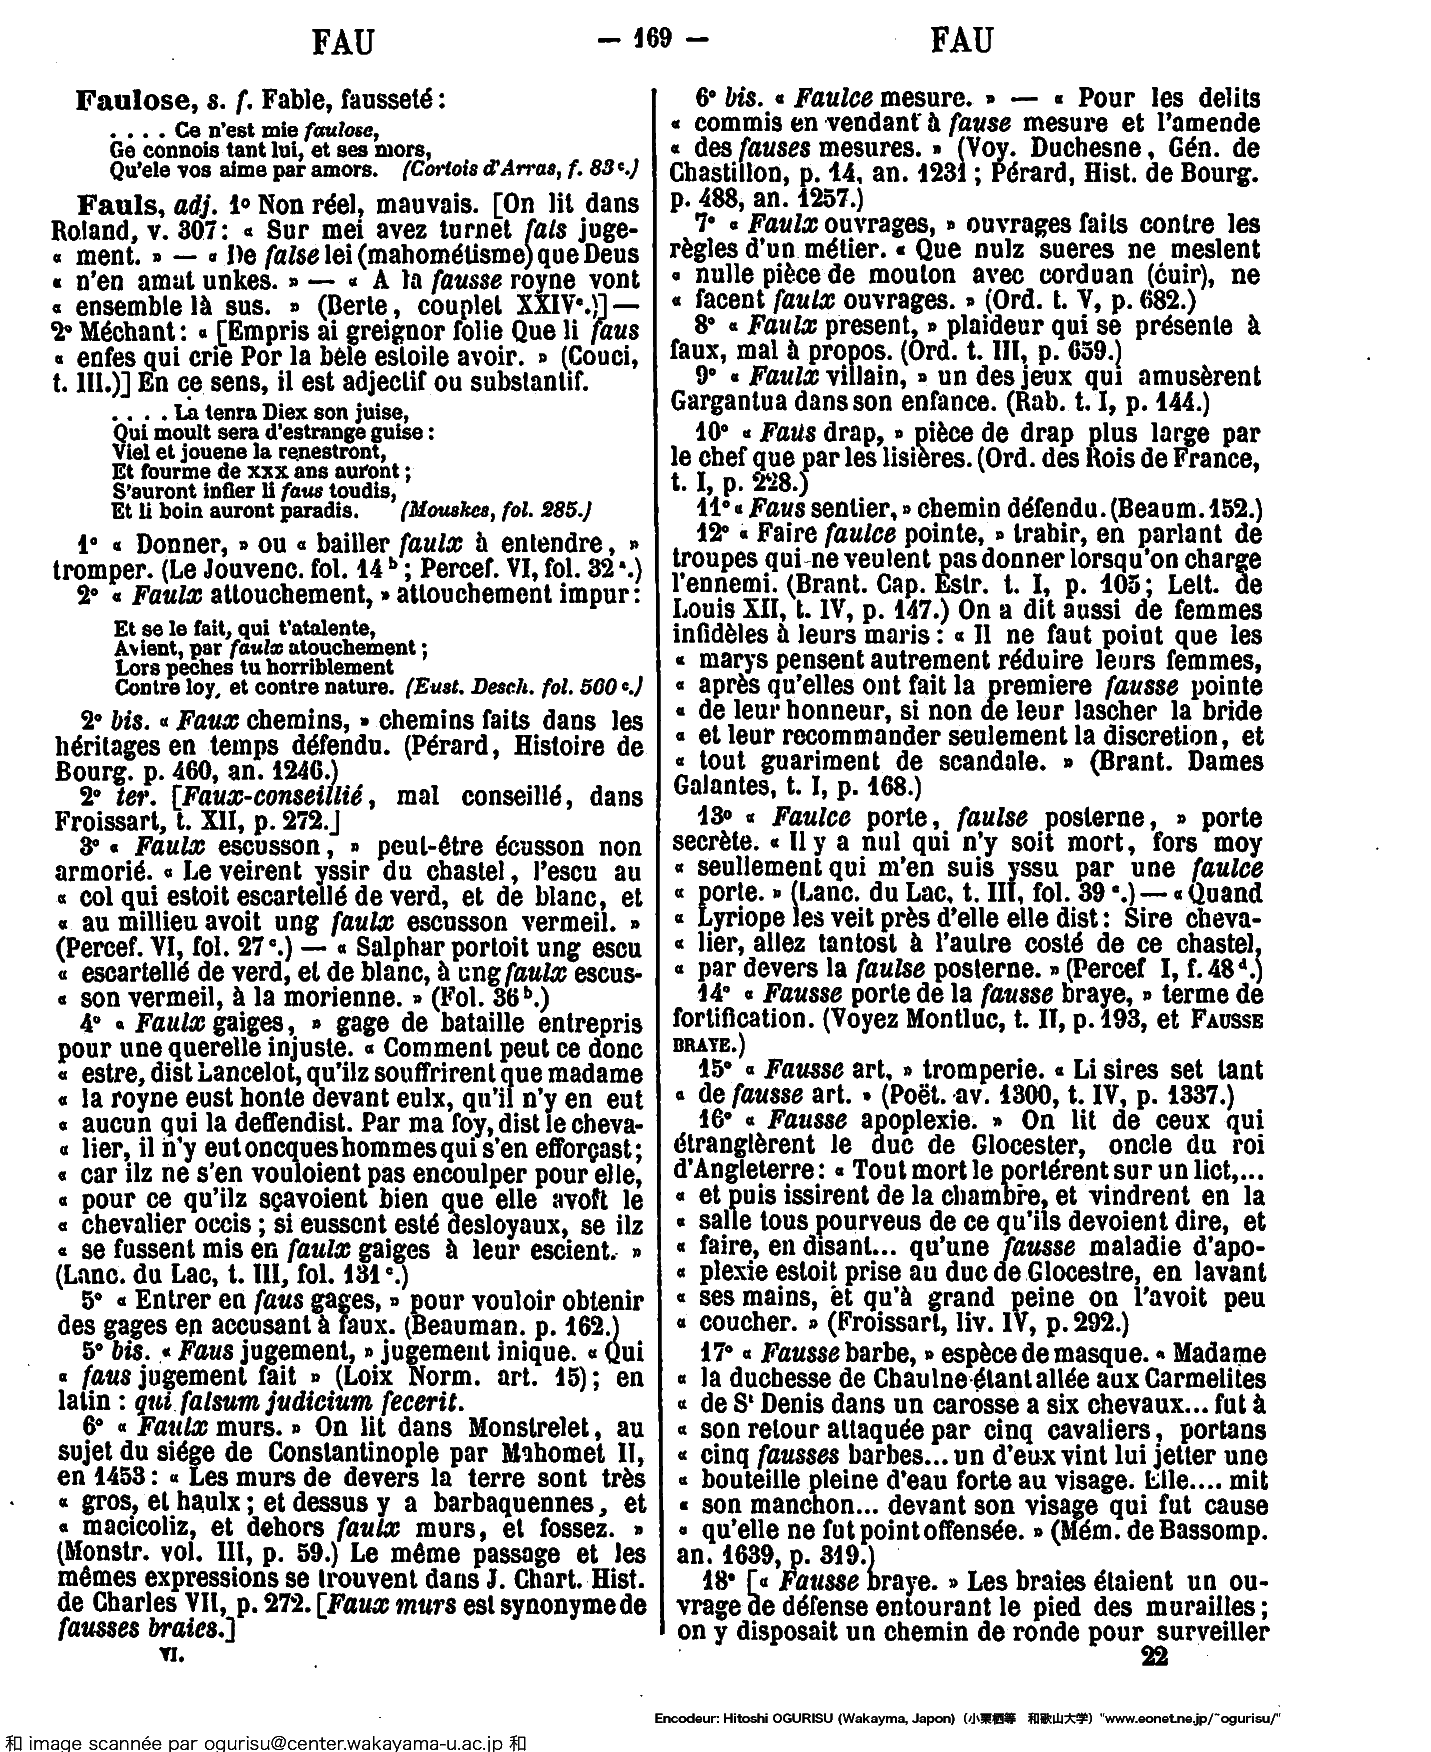 FAU — 169 — FAU
Faulose, s. f. Fable, fausseté :
. . . . Ce n'est mie faulose,
Ge connois tant lui, et ses mors,
Qu'ele vos aime par amors. (Cortois d'Arras, f. 83 c.)
Fauls, adj. 1º Non réel, mauvais. [On lit dans
Roland, v. 307 : « Sur mei avez turnet fals juge-
« ment. » — « De false lei (mahométisme) que Deus
« n'en amat unkes. » — « A la fausse royne vont
« ensemble là sus. » (Berte, couplet XXIVe.)] —
2º Méchant : « [Empris ai greignor folie Que li faus
« enfes qui crie Por la bele estoile avoir. » (Couci,
t. III.)] En ce sens, il est adjectif ou substantif.
. . . . La tenra Diex son juise,
Qui moult sera d'estrange guise :
Viel et jouene la renestront,
Et fourme de XXX ans auront ;
S'auront infier li faus toudis,
Et li boin auront paradis. (Mouskes, fol. 285.)
1º « Donner, » ou « bailler faulx à entendre, »
tromper. (Le Jouvenc. fol. 14 b ; Percef. VI, fol. 32 a.)
2º « Faulx attouchement, » attouchement impur :
Et se le fait, qui t'atalente,
Avient, par faulx atouchement ;
Lors peches tu horriblement
Contre loy, et contre nature. (Eust. Desch. fol. 560 c.)
2º bis. « Faux chemins, » chemins faits dans les
héritages en temps défendu. (Pérard, Histoire de
Bourg. p. 460, an. 1246.)
2º ter. [Faux-conseillié, mal conseillé, dans
Froissart, t. XII, p. 272.]
3º « Faulx escusson, » peut-être écusson non
armorié. « Le veirent yssir du chastel, l'escu au
« col qui estoit escartellé de verd, et de blanc, et
« au millieu avoit ung faulx escusson vermeil. »
(Percef. VI, fol. 27 c.) — « Salphar portoit ung escu
« escartellé de verd, et de blanc, à ung faulx escus-
« son vermeil, à la morienne. » (Fol. 36 b.)
4º « Faulx gaiges, » gage de bataille entrepris
pour une querelle injuste. « Comment peut ce donc
« estre, dist Lancelot, qu'ilz souffrirent que madame
« la royne eust honte devant eulx, qu'il n'y en eut
« aucun qui la deffendist. Par ma foy, dist le cheva-
« lier, il n'y eut oncques hommes qui s'en efforçast ;
« car ilz ne s'en vouloient pas encoulper pour elle,
« pour ce qu'ilz sçavoient bien que elle avoit le
« chevalier occis ; si eussent esté desloyaux, se ilz
« se fussent mis en faulx gaiges à leur escient. »
(Lanc. du Lac, t. III, fol. 131 c.)
5º « Entrer en faus gages, » pour vouloir obtenir
des gages en accusant à faux. (Beauman. p. 162.)
5º bis. « Faus jugement, » jugement inique. « Qui
« faus jugement fait » (Loix Norm. art. 15) ; en
latin : qui falsum judicium fecerit.
6º « Faulx murs. » On lit dans Monstrelet, au
sujet du siége de Constantinople par Mahomet II,
en 1453 : « Les murs de devers la terre sont très
« gros, et haulx ; et dessus y a barbaquennes, et
« macicoliz, et dehors faulx murs, et fossez. »
(Monstr. vol. III, p. 59.) Le même passage et les
mêmes expressions se trouvent dans J. Chart. Hist.
de Charles VII, p. 272. [Faux murs est synonyme de
fausses braies.]
VI.
6º bis. « Faulce mesure. » — « Pour les delits
« commis en vendant à fause mesure et l'amende
« des fauses mesures. » (Voy. Duchesne, Gén. de
Chastillon, p. 14, an. 1231 ; Pérard, Hist. de Bourg.
p. 488, an. 1257.)
7º « Faulx ouvrages, » ouvrages faits contre les
règles d'un métier. « Que nulz sueres ne meslent
« nulle pièce de mouton avec corduan (cuir), ne
« facent faulx ouvrages. » (Ord. t. V, p. 682.)
8º « Faulx present, » plaideur qui se présente à
faux, mal à propos. (Ord. t. III, p. 659.)
9º « Faulx villain, » un des jeux qui amusèrent
Gargantua dans son enfance. (Rab. t. I, p. 144.)
10º « Faus drap, » pièce de drap plus large par
le chef que par les lisières. (Ord. des Rois de France,
t. I, p. 228.)
11º « Faus sentier, » chemin défendu. (Beaum. 152.)
12º « Faire faulce pointe, » trahir, en parlant de
troupes qui ne veulent pas donner lorsqu'on charge
l'ennemi. (Brant. Cap. Estr. t. I, p. 105 ; Lett. de
Louis XII, t. IV, p. 147.) On a dit aussi de femmes
infidèles à leurs maris : « Il ne faut point que les
« marys pensent autrement réduire leurs femmes,
« après qu'elles ont fait la premiere fausse pointe
« de leur honneur, si non de leur lascher la bride
« et leur recommander seulement la discretion, et
« tout guariment de scandale. » (Brant. Dames
Galantes, t. I, p. 168.)
13º « Faulce porte, faulse posterne, » porte
secrète. « Il y a nul qui n'y soit mort, fors moy
« seullement qui m'en suis yssu par une faulce
« porte. » (Lanc. du Lac, t. III, fol. 39 a.) — « Quand
« Lyriope les veit près d'elle elle dist : Sire cheva-
« lier, allez tantost à l'autre costé de ce chastel,
« par devers la faulse posterne. » (Percef I, f. 48 d.)
14º « Fausse porte de la fausse braye, » terme de
fortification. (Voyez Montluc, t. II, p. 193, et FAUSSE
BRAYE.)
15º « Fausse art, » tromperie. « Li sires set tant
« de fausse art. » (Poët. av. 1300, t. IV, p. 1337.)
16º « Fausse apoplexie. » On lit de ceux qui
étranglèrent le duc de Glocester, oncle du roi
d'Angleterre : « Tout mort le portérent sur un lict,...
« et puis issirent de la chambre, et vindrent en la
« salle tous pourveus de ce qu'ils devoient dire, et
« faire, en disant... qu'une fausse maladie d'apo-
« plexie estoit prise au duc de Glocestre, en lavant
« ses mains, et qu'à grand peine on l'avoit peu
« coucher. » (Froissart, liv. IV, p. 292.)
17º « Fausse barbe, » espèce de masque. « Madame
« la duchesse de Chaulne étant allée aux Carmelites
« de St Denis dans un carosse a six chevaux... fut à
« son retour attaquée par cinq cavaliers, portans
« cinq fausses barbes... un d'eux vint lui jetter une
« bouteille pleine d'eau forte au visage. Elle.... mit
« son manchon... devant son visage qui fut cause
« qu'elle ne fut point offensée. » (Mém. de Bassomp.
an. 1639, p. 319.)
18º [« Fausse braye. » Les braies étaient un ou-
vrage de défense entourant le pied des murailles ;
on y disposait un chemin de ronde pour surveiller
22
Encodeur: Hitoshi OGURISU (Wakayma, Japon) (小栗栖等 和歌山大学) "www.eonet.ne.jp/~ogurisu/"
和 image scannée par ogurisu@center.wakayama-u.ac.jp 和